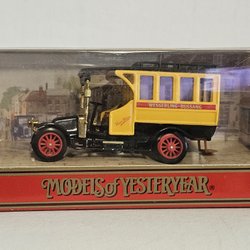 WESSERLING - BUSSANG
MODELS of YESTERYEAR®